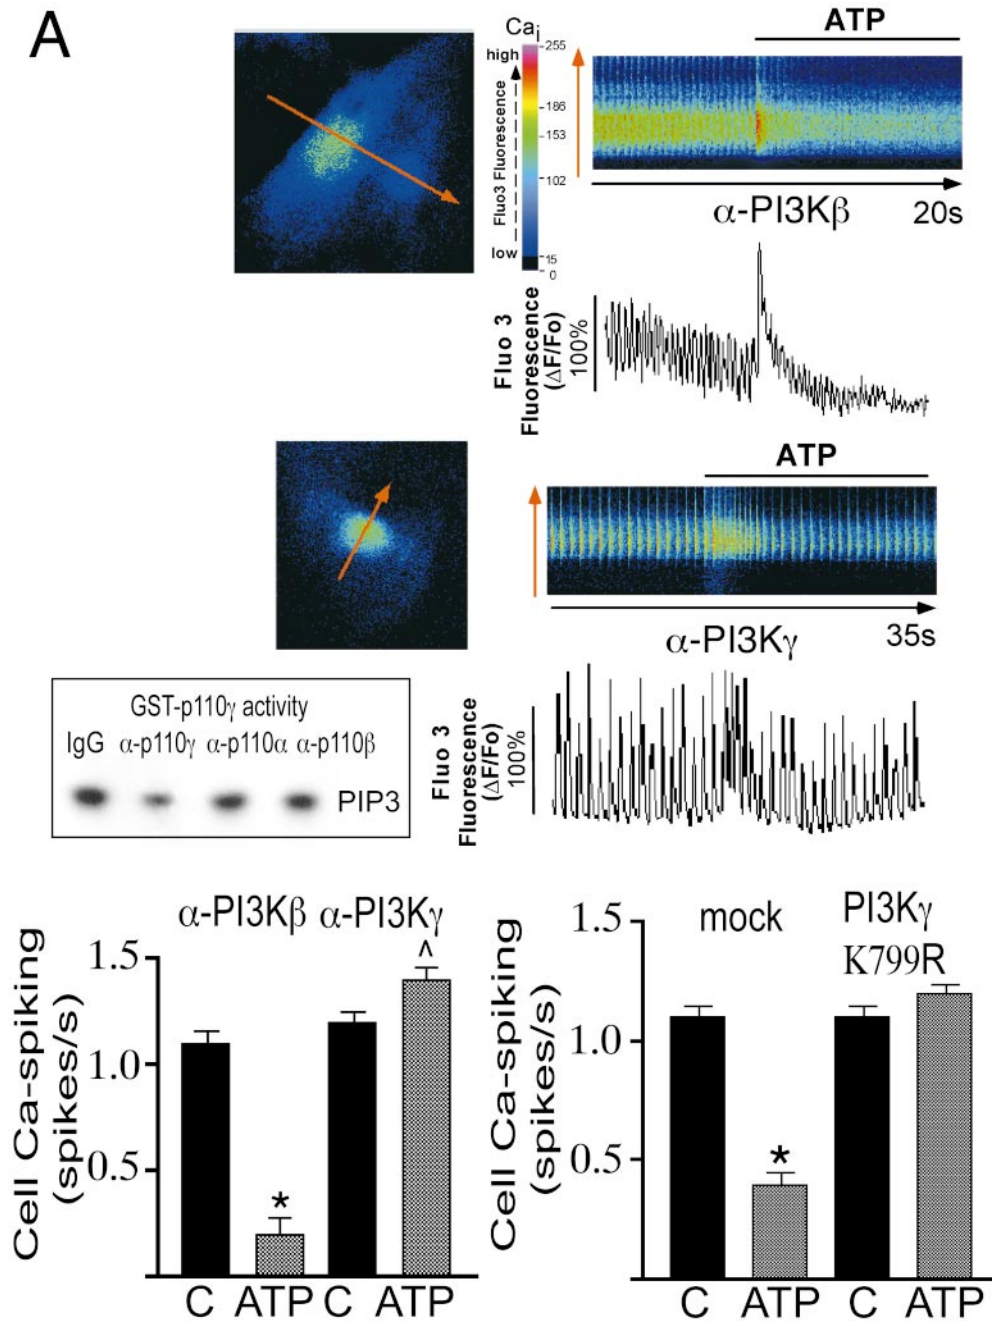 A
Ca i
high
Fluo3 Fluorescence
low
255
186
153
102
15
0
ATP
α-PI3Kβ
20s
Fluo 3
Fluorescence
(ΔF/Fo)
100%
ATP
α-PI3Kγ
35s
GST-p110γ activity
IgG α-p110γ α-p110α α-p110β
PIP3
Fluo 3
Fluorescence
(ΔF/Fo)
100%
α-PI3Kβ α-PI3Kγ
^
*
Cell Ca-spiking
(spikes/s)
1.5
1.0
0.5
C ATP C ATP
mock
PI3Kγ
K799R
*
Cell Ca-spiking
(spikes/s)
1.5
1.0
0.5
C ATP C ATP